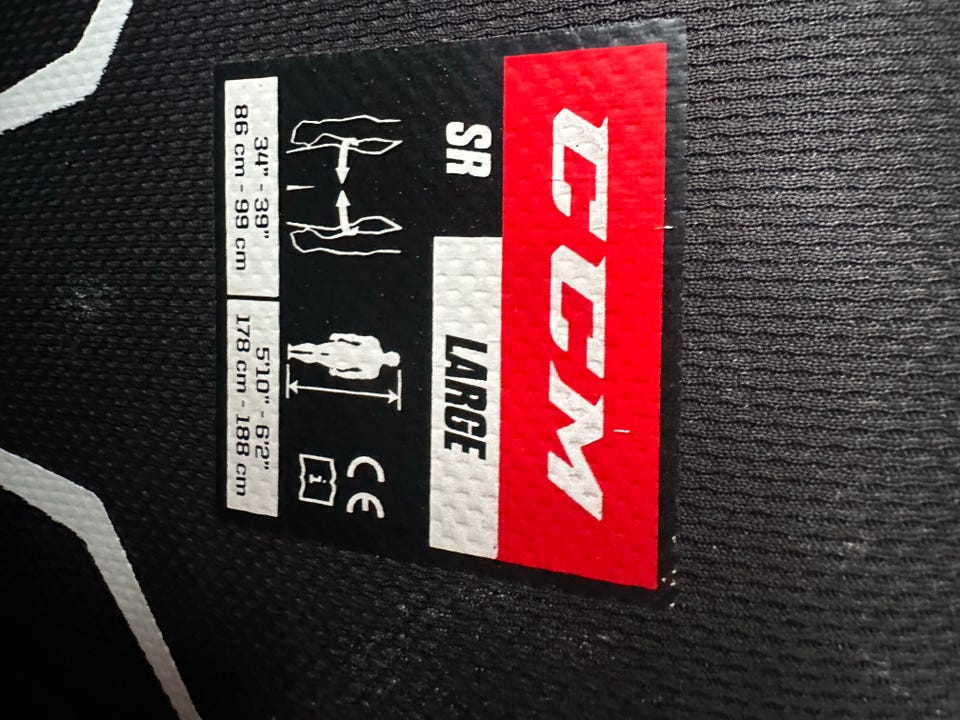 CCM
SR
LARGE
CE
i
34" - 39"
86 cm - 99 cm
5'10" - 6'2"
178 cm - 188 cm